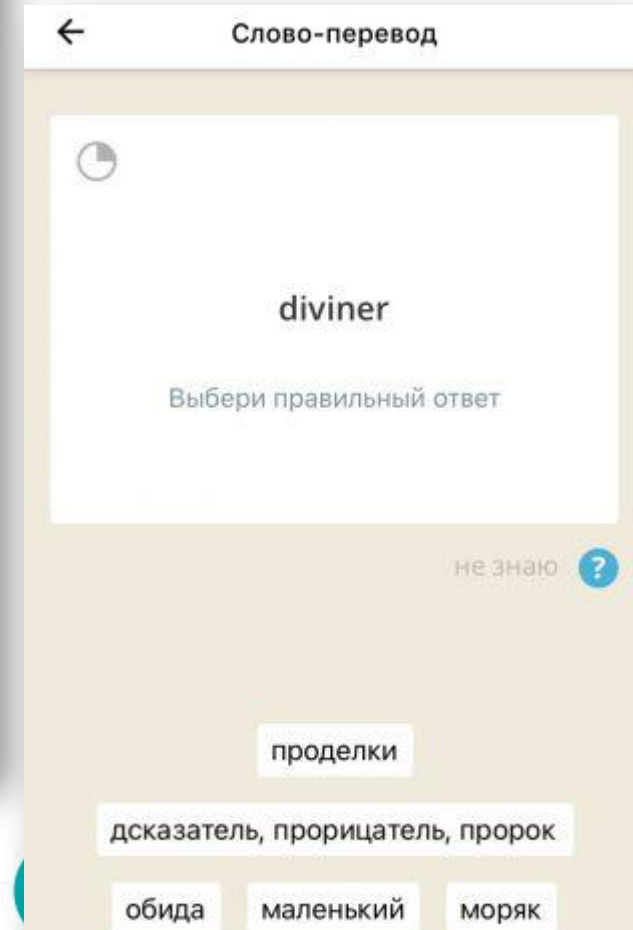 Слово-перевод
diviner
Выбери правильный ответ
не знаю ?
проделки
дсказатель, прорицатель, пророк
обида маленький моряк